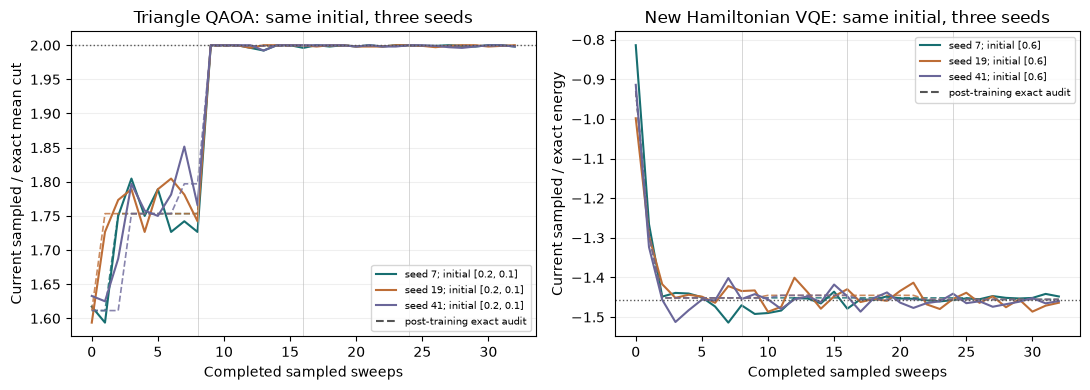 Triangle QAOA: same initial, three seeds
Current sampled / exact mean cut
2.00
1.95
1.90
1.85
1.80
1.75
1.70
1.65
1.60
seed 7; initial [0.2, 0.1]
seed 19; initial [0.2, 0.1]
seed 41; initial [0.2, 0.1]
post-training exact audit
0 5 10 15 20 25 30
Completed sampled sweeps
New Hamiltonian VQE: same initial, three seeds
Current sampled / exact energy
−0.8
−0.9
−1.0
−1.1
−1.2
−1.3
−1.4
−1.5
seed 7; initial [0.6]
seed 19; initial [0.6]
seed 41; initial [0.6]
post-training exact audit
0 5 10 15 20 25 30
Completed sampled sweeps